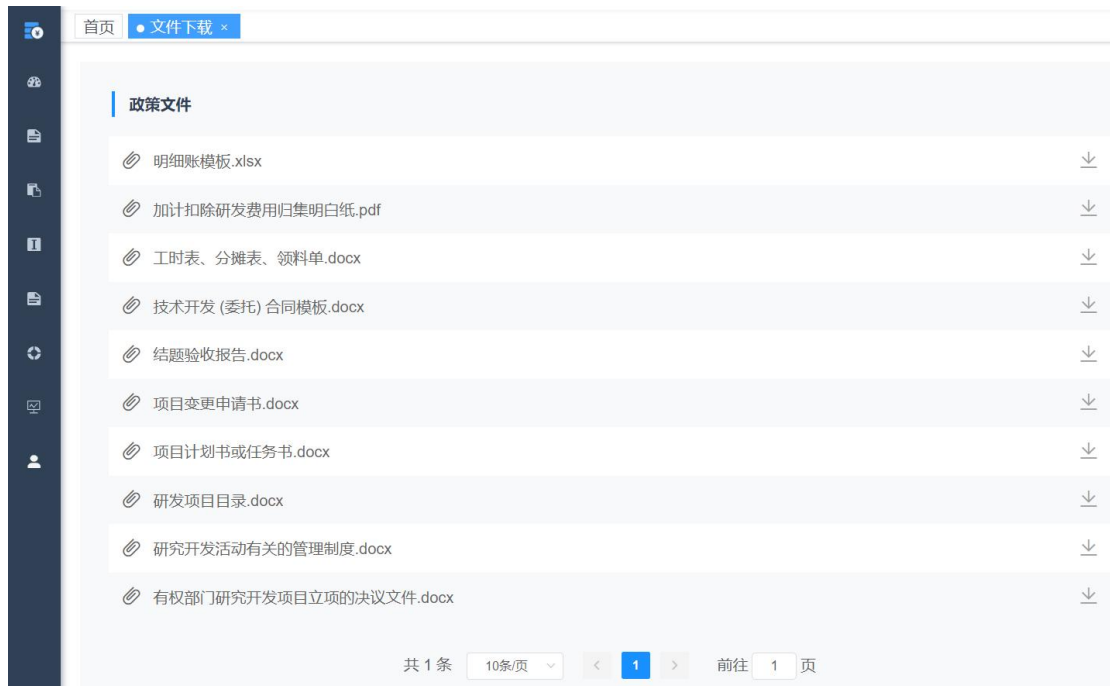 首页 文件下载 ×
政策文件
明细账模板.xlsx
加计扣除研发费用归集明白纸.pdf
工时表、分摊表、领料单.docx
技术开发 (委托) 合同模板.docx
结题验收报告.docx
项目变更申请书.docx
项目计划书或任务书.docx
研发项目目录.docx
研究开发活动有关的管理制度.docx
有权部门研究开发项目立项的决议文件.docx
共 1 条 10条/页 < 1 > 前往 1 页